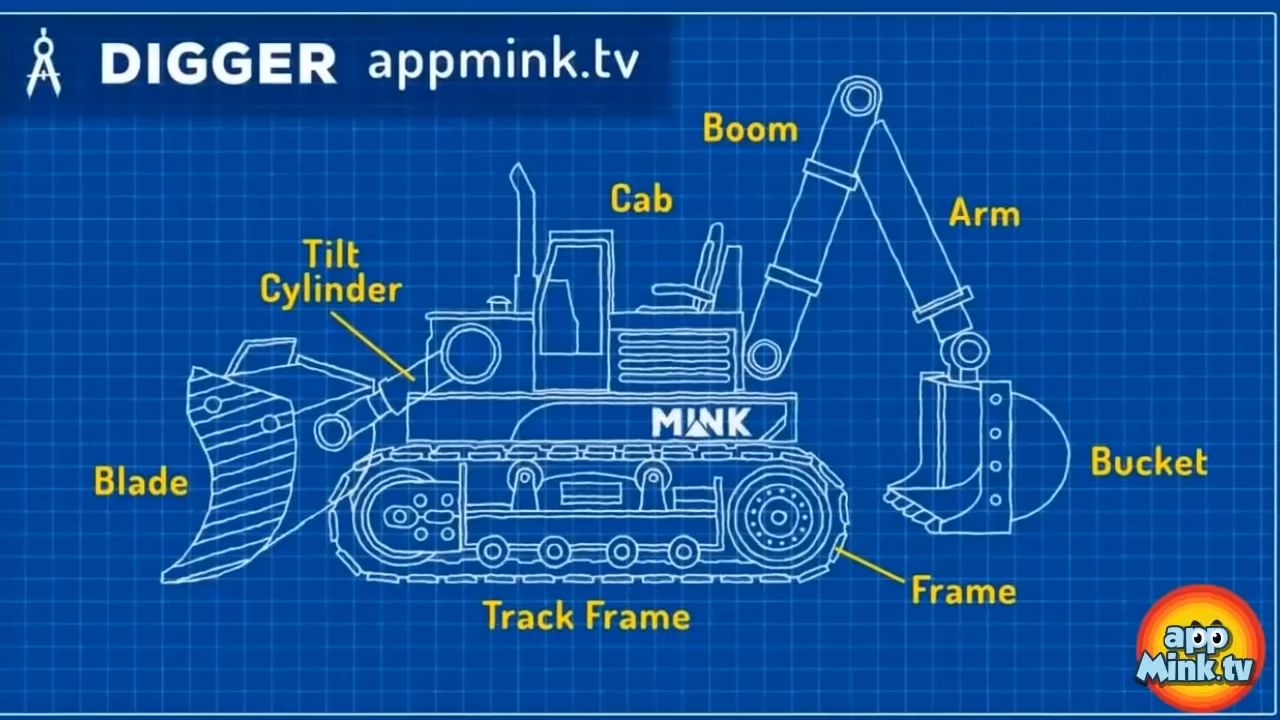 DIGGER appmink.tv
Boom
Cab
Arm
Tilt
Cylinder
MINK
Blade
Bucket
Frame
Track Frame
app
Mink.tv